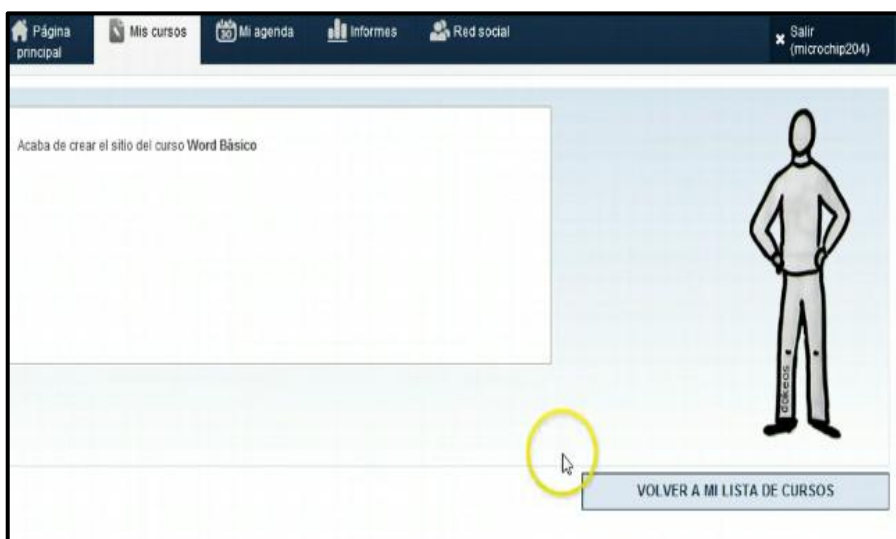 Página principal
Mis cursos
30
Mi agenda
Informes
Red social
Salir
(microchip204)
Acaba de crear el sitio del curso Word Básico
dokeos
VOLVER A MI LISTA DE CURSOS